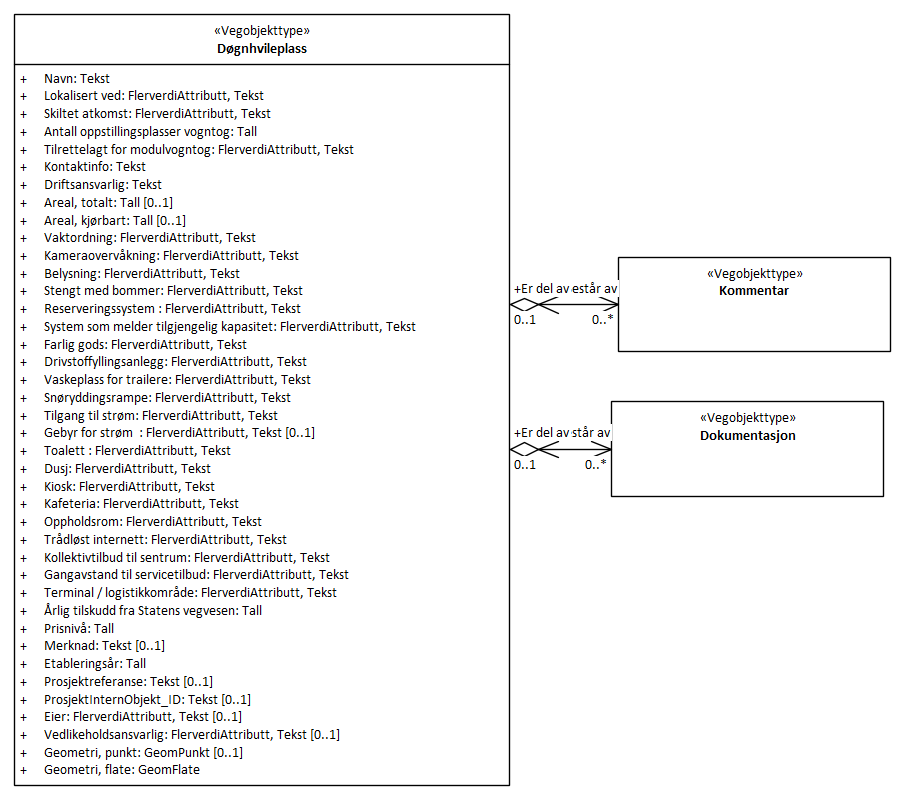 «Vegobjekttype»
Døgnhvileplass
+ Navn: Tekst
+ Lokalisert ved: FlerverdiAttributt, Tekst
+ Skiltet atkomst: FlerverdiAttributt, Tekst
+ Antall oppstillingsplasser vogntog: Tall
+ Tilrettelagt for modulvogntog: FlerverdiAttributt, Tekst
+ Kontaktinfo: Tekst
+ Driftsansvarlig: Tekst
+ Areal, totalt: Tall [0..1]
+ Areal, kjørbart: Tall [0..1]
+ Vaktordning: FlerverdiAttributt, Tekst
+ Kameraovervåkning: FlerverdiAttributt, Tekst
+ Belysning: FlerverdiAttributt, Tekst
+ Stengt med bommer: FlerverdiAttributt, Tekst
+ Reserveringssystem : FlerverdiAttributt, Tekst
+ System som melder tilgjengelig kapasitet: FlerverdiAttributt, Tekst
+ Farlig gods: FlerverdiAttributt, Tekst
+ Drivstoffyllingsanlegg: FlerverdiAttributt, Tekst
+ Vaskeplass for trailere: FlerverdiAttributt, Tekst
+ Snøryddingsrampe: FlerverdiAttributt, Tekst
+ Tilgang til strøm: FlerverdiAttributt, Tekst
+ Gebyr for strøm : FlerverdiAttributt, Tekst [0..1]
+ Toalett : FlerverdiAttributt, Tekst
+ Dusj: FlerverdiAttributt, Tekst
+ Kiosk: FlerverdiAttributt, Tekst
+ Kafeteria: FlerverdiAttributt, Tekst
+ Oppholdsrom: FlerverdiAttributt, Tekst
+ Trådløst internett: FlerverdiAttributt, Tekst
+ Kollektivtilbud til sentrum: FlerverdiAttributt, Tekst
+ Gangavstand til servicetilbud: FlerverdiAttributt, Tekst
+ Terminal / logistikkområde: FlerverdiAttributt, Tekst
+ Årlig tilskudd fra Statens vegvesen: Tall
+ Prisnivå: Tall
+ Merknad: Tekst [0..1]
+ Etableringsår: Tall
+ Prosjektreferanse: Tekst [0..1]
+ ProsjektInternObjekt_ID: Tekst [0..1]
+ Eier: FlerverdiAttributt, Tekst [0..1]
+ Vedlikeholdsansvarlig: FlerverdiAttributt, Tekst [0..1]
+ Geometri, punkt: GeomPunkt [0..1]
+ Geometri, flate: GeomFlate
+Er del av estår av
0..1 0..*
«Vegobjekttype»
Kommentar
+Er del av står av
0..1 0..*
«Vegobjekttype»
Dokumentasjon